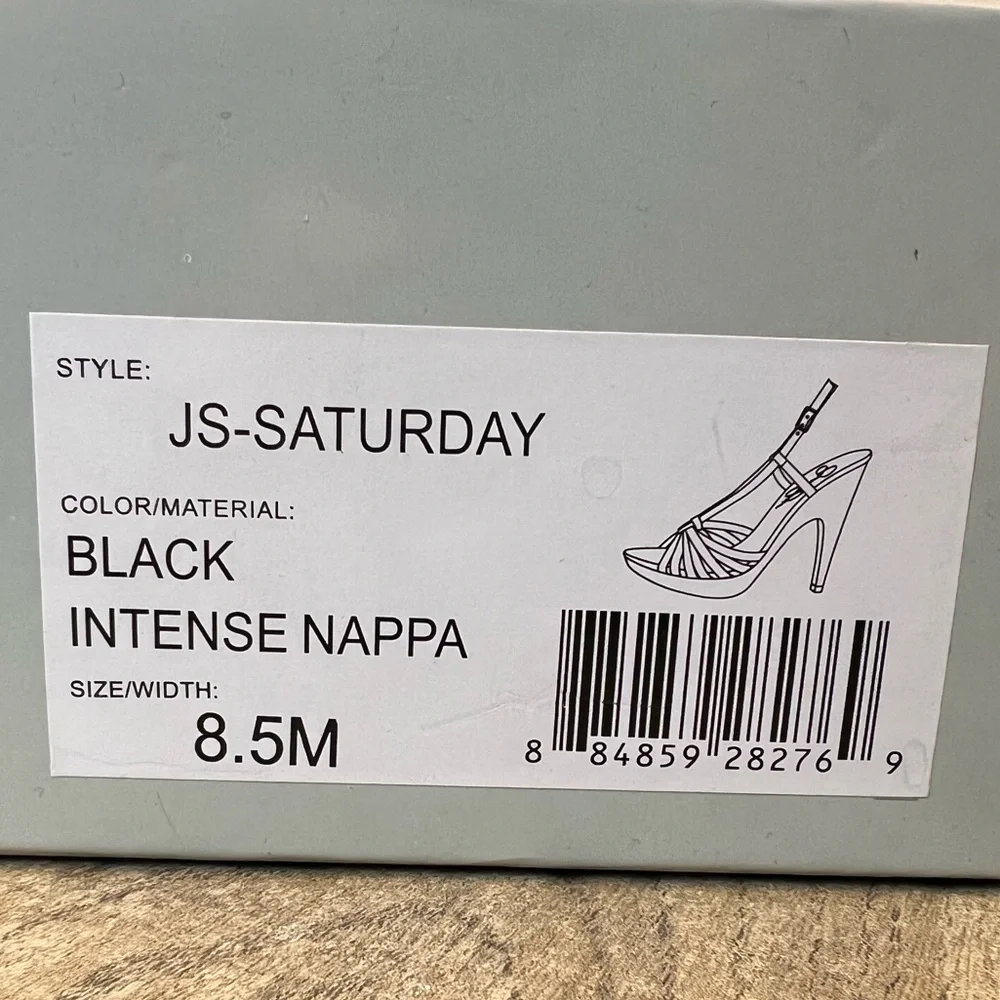 STYLE:
JS-SATURDAY
COLOR/MATERIAL:
BLACK
INTENSE NAPPA
SIZE/WIDTH:
8.5M
8 84859 28276 9